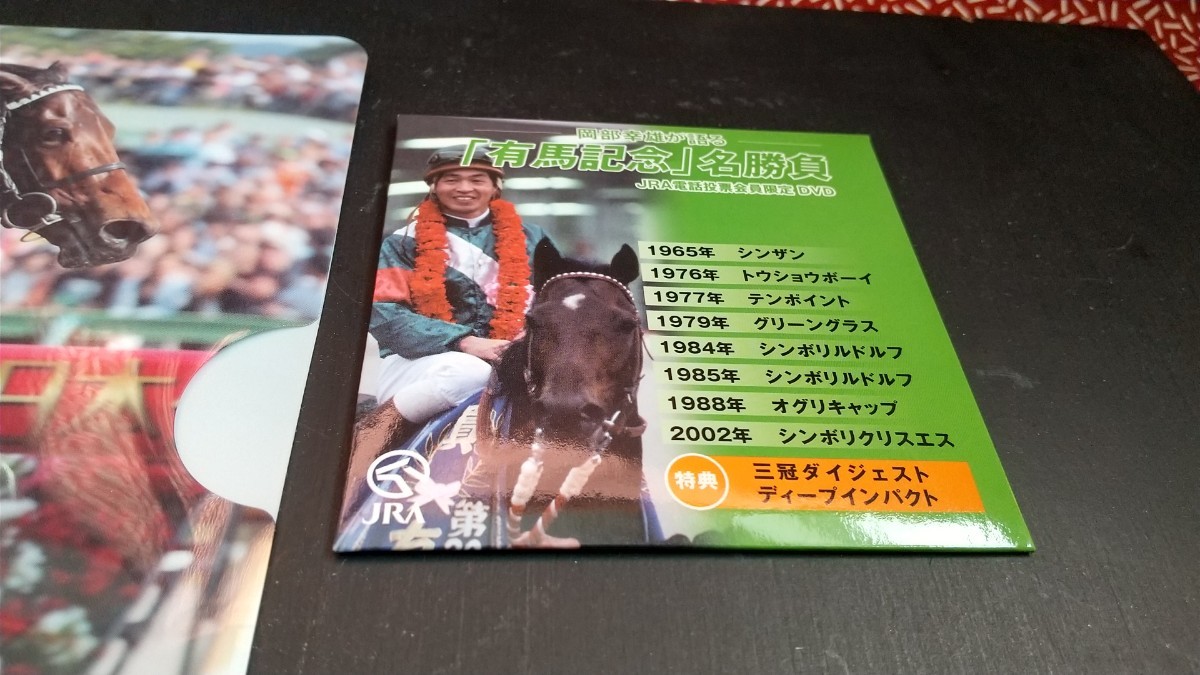 岡部幸雄が語る
「有馬記念」名勝負
JRA電話投票会員限定 DVD
1965年 シンザン
1976年 トウショウボーイ
1977年 テンポイント
1979年 グリーングラス
1984年 シンボリルドルフ
1985年 シンボリルドルフ
1988年 オグリキャップ
2002年 シンボリクリスエス
特典
三冠ダイジェスト
ディープインパクト
JRA
第